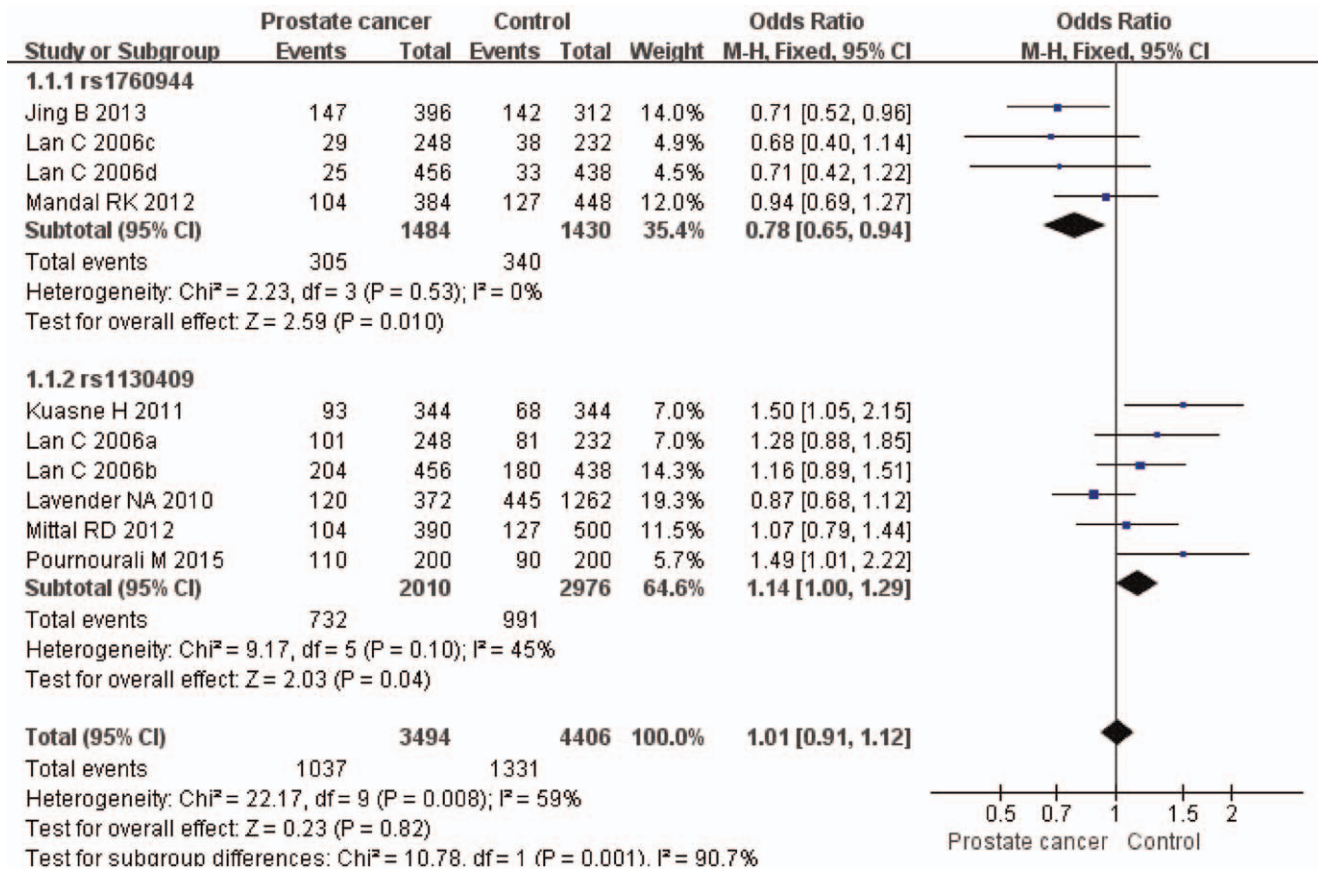 Prostate cancer Control Odds Ratio Odds Ratio
Study or Subgroup Events Total Events Total Weight M-H, Fixed, 95% CI M-H, Fixed, 95% CI
1.1.1 rs1760944
Jing B 2013 147 396 142 312 14.0% 0.71 [0.52, 0.96]
Lan C 2006c 29 248 38 232 4.9% 0.68 [0.40, 1.14]
Lan C 2006d 25 456 33 438 4.5% 0.71 [0.42, 1.22]
Mandal RK 2012 104 384 127 448 12.0% 0.94 [0.69, 1.27]
Subtotal (95% CI) 1484 1430 35.4% 0.78 [0.65, 0.94]
Total events 305 340
Heterogeneity: Chi² = 2.23, df = 3 (P = 0.53); I² = 0%
Test for overall effect: Z = 2.59 (P = 0.010)
1.1.2 rs1130409
Kuasne H 2011 93 344 68 344 7.0% 1.50 [1.05, 2.15]
Lan C 2006a 101 248 81 232 7.0% 1.28 [0.88, 1.85]
Lan C 2006b 204 456 180 438 14.3% 1.16 [0.89, 1.51]
Lavender NA 2010 120 372 445 1262 19.3% 0.87 [0.68, 1.12]
Mittal RD 2012 104 390 127 500 11.5% 1.07 [0.79, 1.44]
Pournourali M 2015 110 200 90 200 5.7% 1.49 [1.01, 2.22]
Subtotal (95% CI) 2010 2976 64.6% 1.14 [1.00, 1.29]
Total events 732 991
Heterogeneity: Chi² = 9.17, df = 5 (P = 0.10); I² = 45%
Test for overall effect: Z = 2.03 (P = 0.04)
Total (95% CI) 3494 4406 100.0% 1.01 [0.91, 1.12]
Total events 1037 1331
Heterogeneity: Chi² = 22.17, df = 9 (P = 0.008); I² = 59%
Test for overall effect: Z = 0.23 (P = 0.82)
Test for subgroup differences: Chi² = 10.78. df = 1 (P = 0.001). I² = 90.7%
0.5 0.7 1 1.5 2
Prostate cancer Control